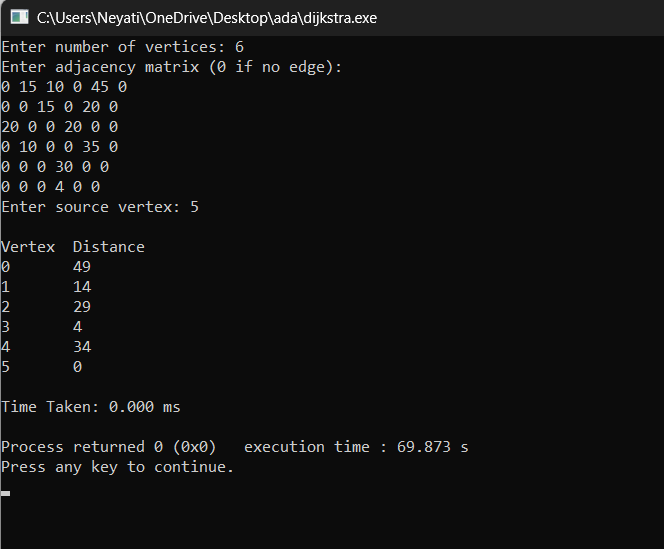 C:\Users\Neyati\OneDrive\Desktop\ada\dijkstra.exe
Enter number of vertices: 6
Enter adjacency matrix (0 if no edge):
0 15 10 0 45 0
0 0 15 0 20 0
20 0 0 20 0 0
0 10 0 0 35 0
0 0 0 30 0 0
0 0 0 4 0 0
Enter source vertex: 5
Vertex  Distance
0       49
1       14
2       29
3       4
4       34
5       0
Time Taken: 0.000 ms
Process returned 0 (0x0)   execution time : 69.873 s
Press any key to continue.